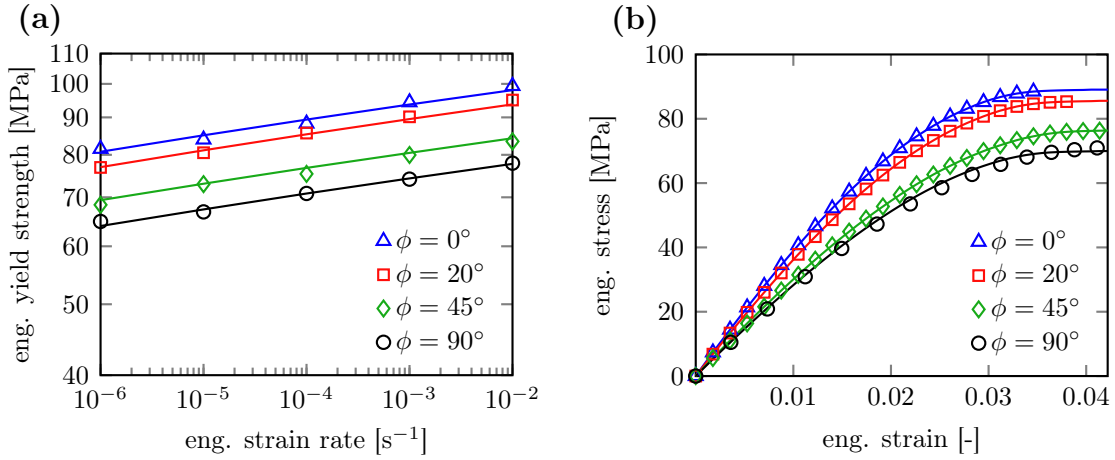 (a)
eng. yield strength [MPa]
110
100
90
80
70
60
50
40
10⁻⁶
10⁻⁵
10⁻⁴
10⁻³
10⁻²
eng. strain rate [s⁻¹]
ϕ = 0°
ϕ = 20°
ϕ = 45°
ϕ = 90°
(b)
eng. stress [MPa]
100
80
60
40
20
0
0.01
0.02
0.03
0.04
eng. strain [-]
ϕ = 0°
ϕ = 20°
ϕ = 45°
ϕ = 90°